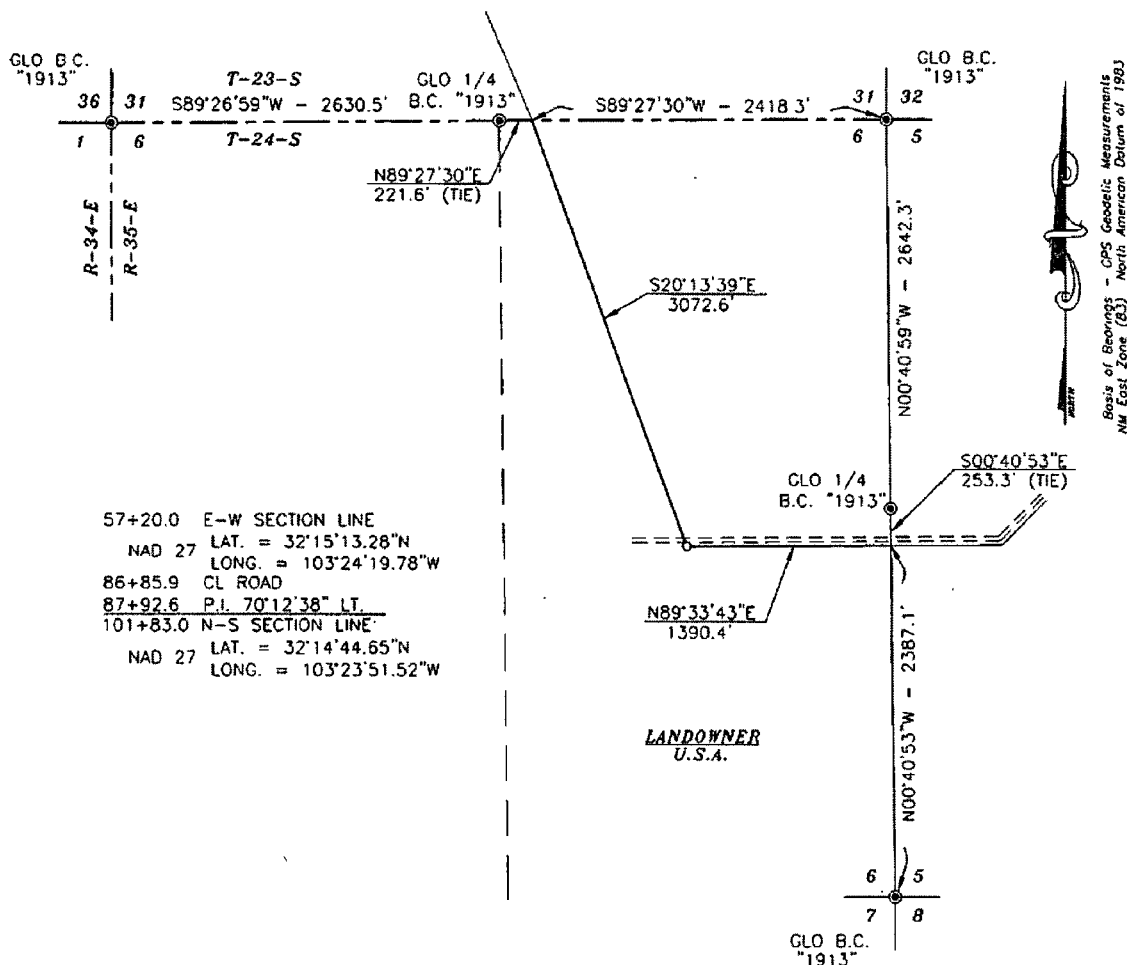 GLO B.C.
"1913"
36 31
1 6
T-23-S
S89°26'59"W - 2630.5'
T-24-S
GLO 1/4
B.C. "1913"
S89°27'30"W - 2418.3'
GLO B.C.
"1913"
31 32
6 5
R-34-E
R-35-E
N89°27'30"E
221.6' (TIE)
S20°13'39"E
3072.6'
N00°40'59"W - 2642.3'
Basis of Bearings - GPS Geodetic Measurements
NM East Zone (83) North American Datum of 1983
NORTH
GLO 1/4
B.C. "1913"
S00°40'53"E
253.3' (TIE)
57+20.0 E-W SECTION LINE
NAD 27 LAT. = 32°15'13.28"N
LONG. = 103°24'19.78"W
86+85.9 CL ROAD
87+92.6 P.I. 70°12'38" LT.
101+83.0 N-S SECTION LINE
NAD 27 LAT. = 32°14'44.65"N
LONG. = 103°23'51.52"W
N89°33'43"E
1390.4'
N00°40'53"W - 2387.1'
LANDOWNER
U.S.A.
6 5
7 8
GLO B.C.
"1913"